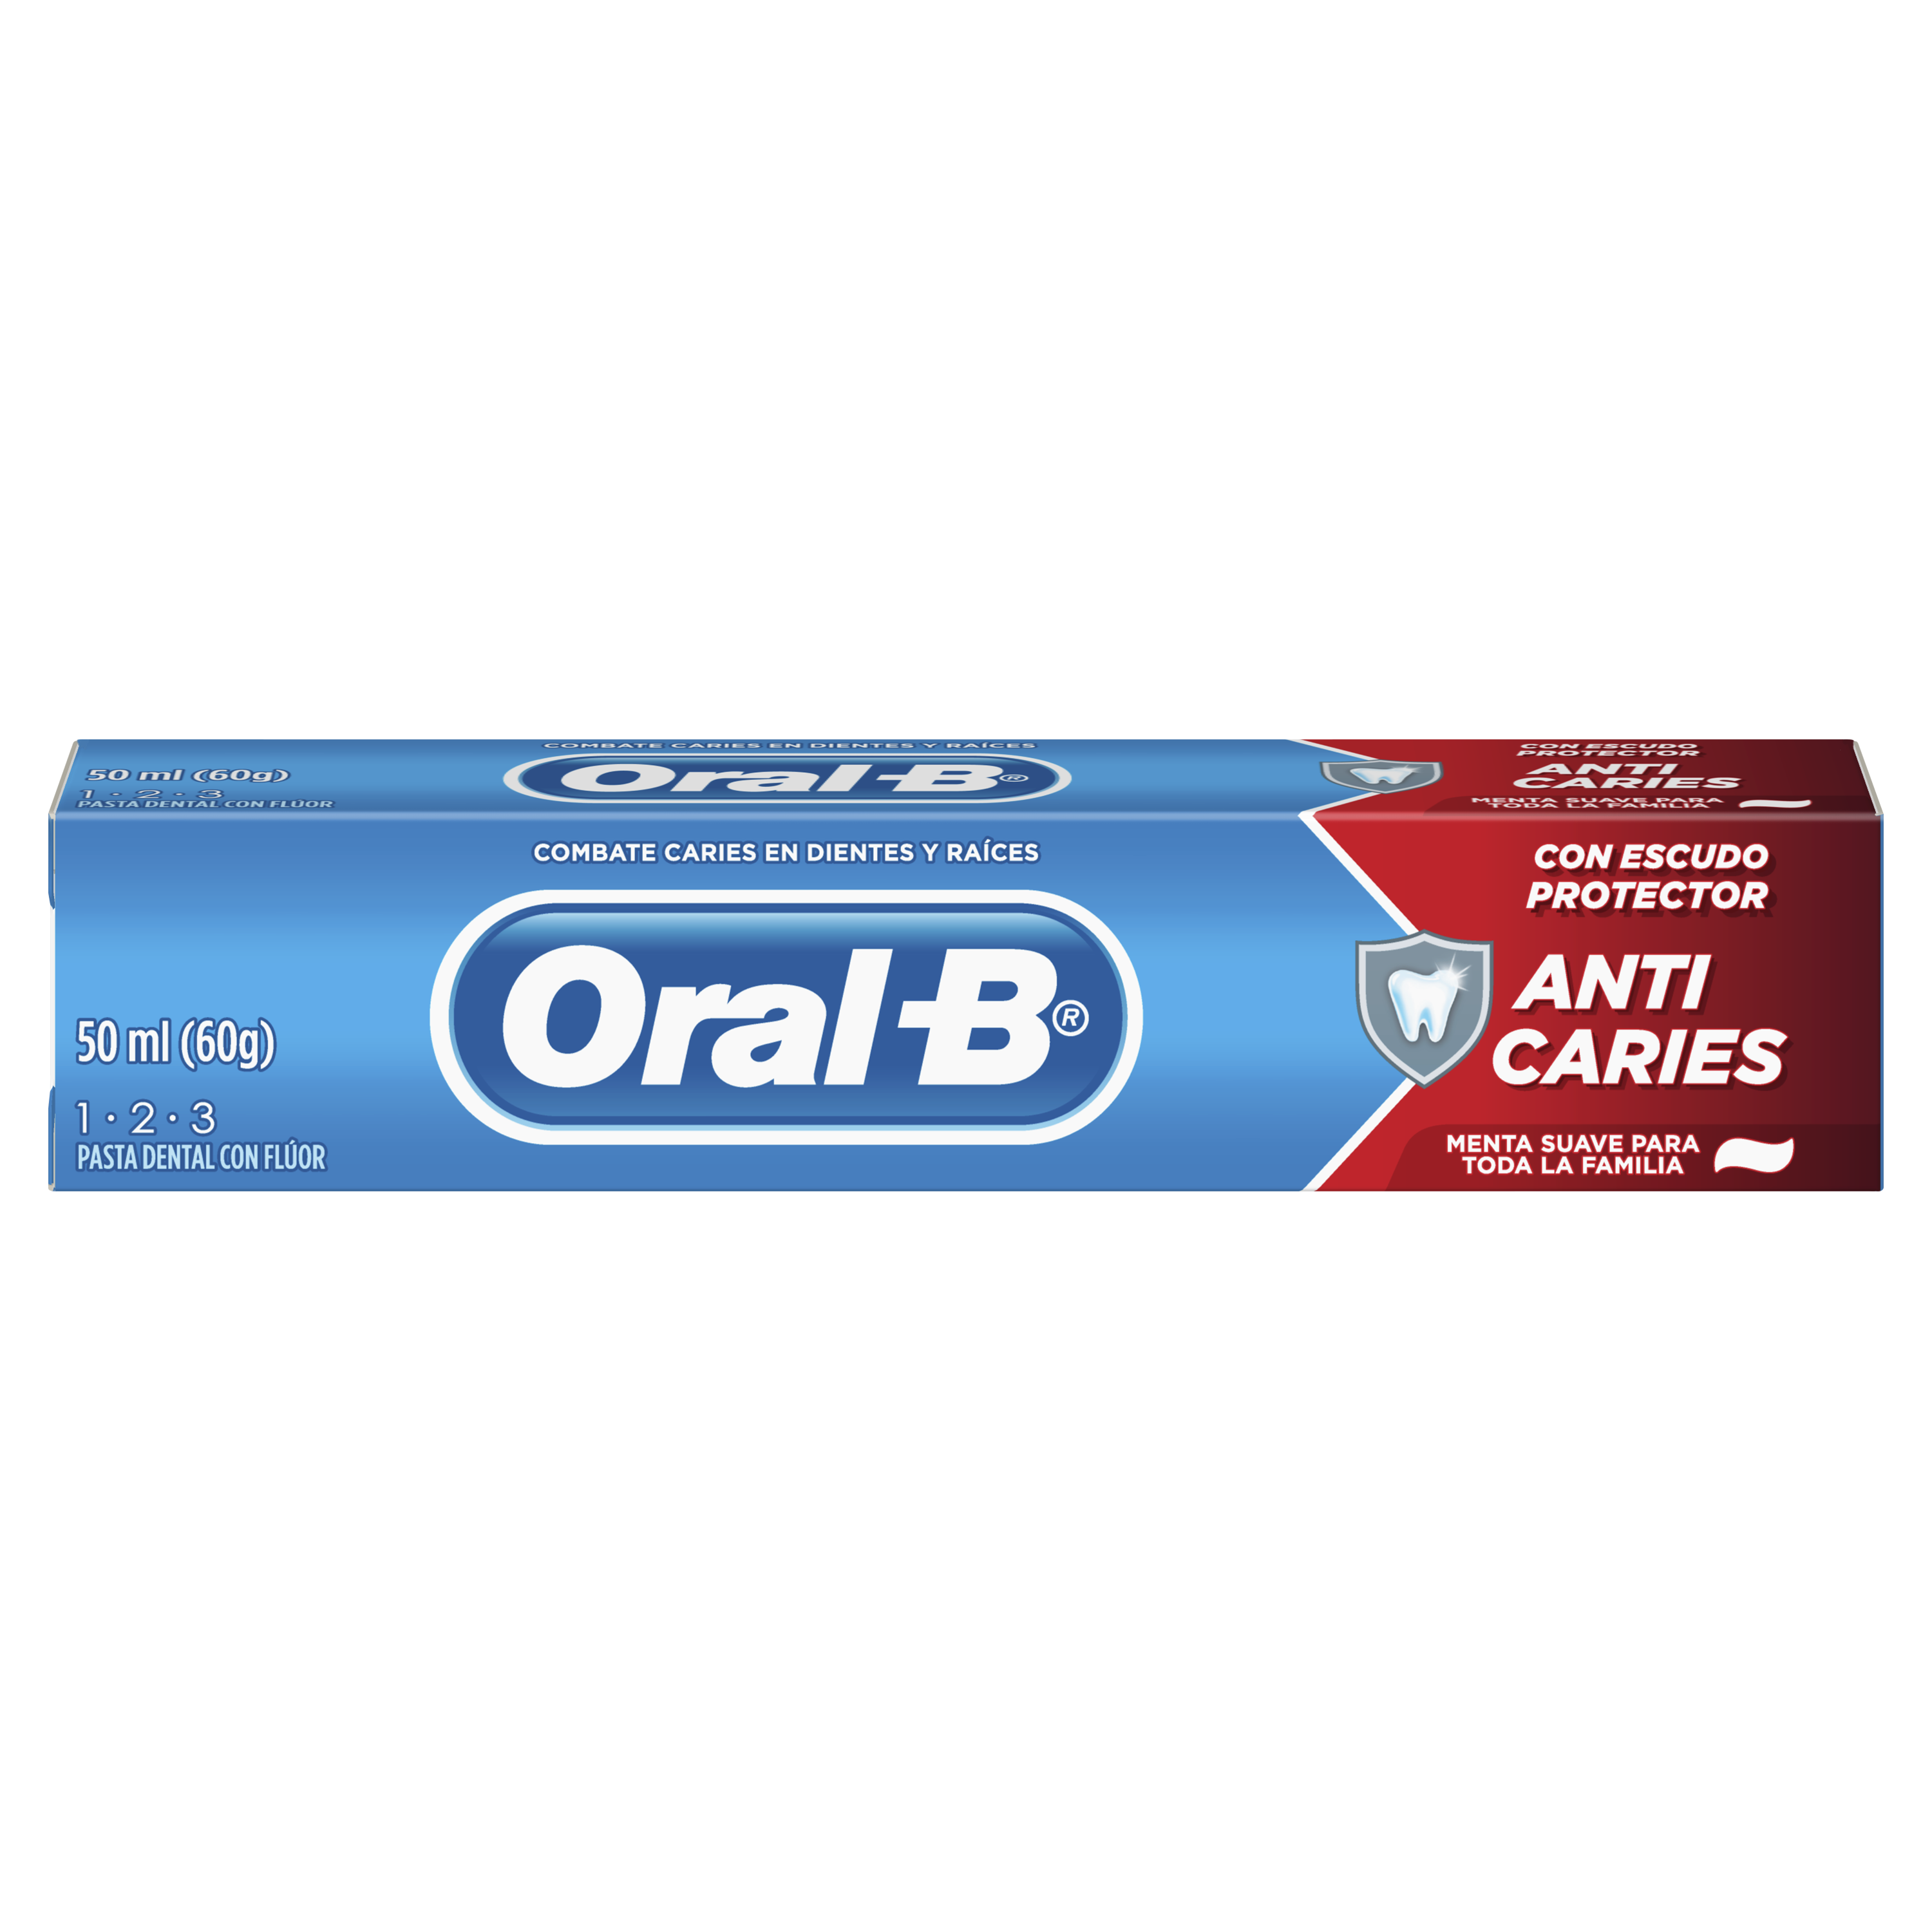 COMBATE CARIES EN DIENTES Y RAÍCES
50 ml (60g)
Oral-B®
1 · 2 · 3
PASTA DENTAL CON FLÚOR
CON ESCUDO
PROTECTOR
ANTI
CARIES
MENTA SUAVE PARA
TODA LA FAMILIA
COMBATE CARIES EN DIENTES Y RAÍCES
Oral-B®
50 ml (60g)
1 · 2 · 3
PASTA DENTAL CON FLÚOR
CON ESCUDO
PROTECTOR
ANTI
CARIES
MENTA SUAVE PARA
TODA LA FAMILIA